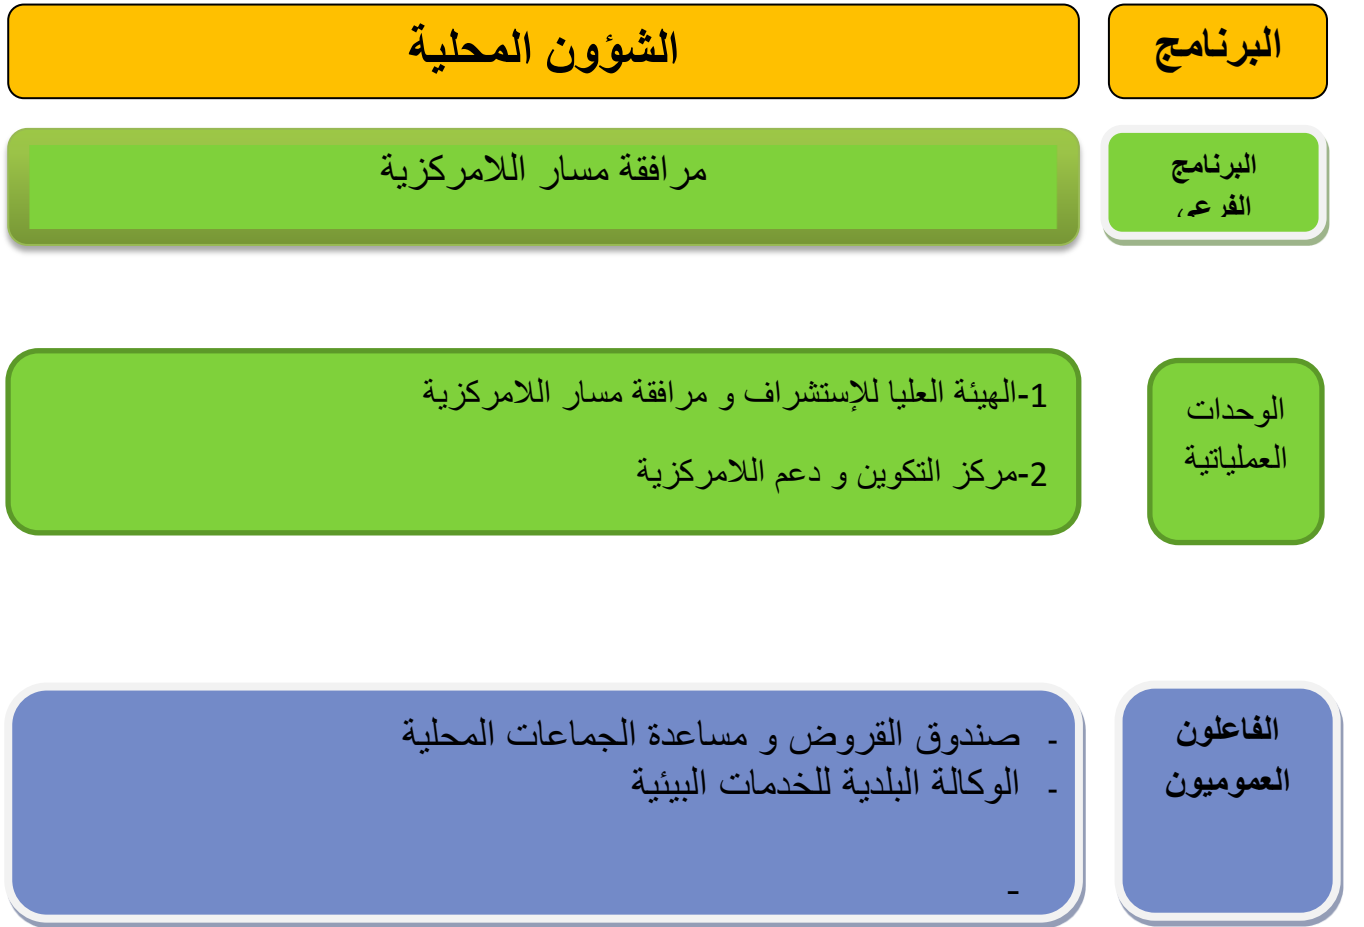 البرنامج
الشؤون المحلية
البرنامج
الفرعي
مرافقة مسار اللامركزية
الوحدات
العملياتية
1-الهيئة العليا للإستشراف و مرافقة مسار اللامركزية
2-مركز التكوين و دعم اللامركزية
الفاعلون
العموميون
- صندوق القروض و مساعدة الجماعات المحلية
- الوكالة البلدية للخدمات البيئية
-